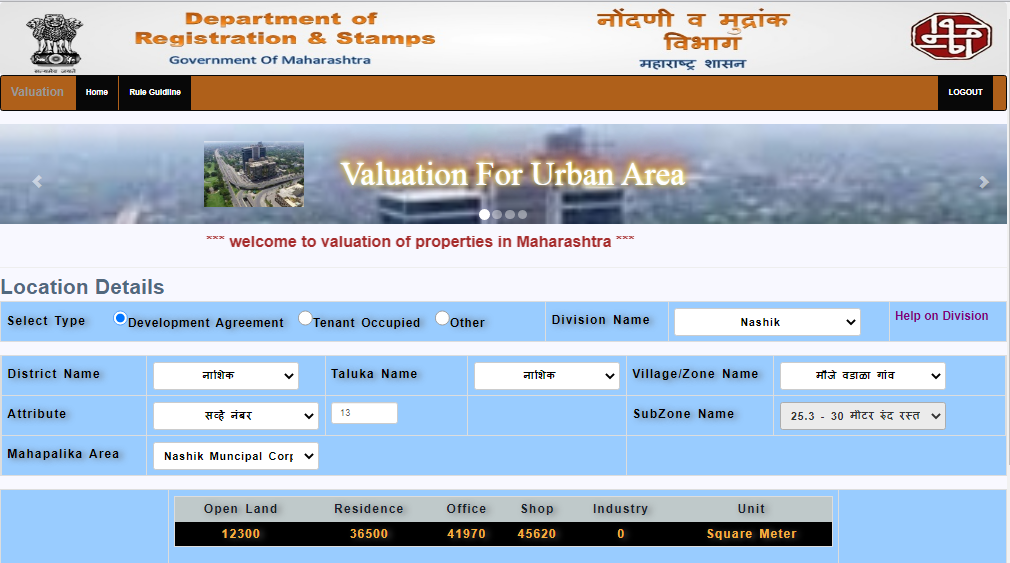 Department of
Registration & Stamps
Government Of Maharashtra
नोंदणी व मुद्रांक
विभाग
महाराष्ट्र शासन
सत्यमेव जयते
Valuation Home Rule Guidline LOGOUT
Valuation For Urban Area
*** welcome to valuation of properties in Maharashtra ***
Location Details
Select Type Development Agreement Tenant Occupied Other Division Name Nashik Help on Division
District Name नाशिक Taluka Name नाशिक Village/Zone Name मौजे वडाळा गांव
Attribute सर्व्हे नंबर 13 SubZone Name 25.3 - 30 मीटर रुंद रस्त
Mahapalika Area Nashik Muncipal Corp
Open Land Residence Office Shop Industry Unit
12300 36500 41970 45620 0 Square Meter